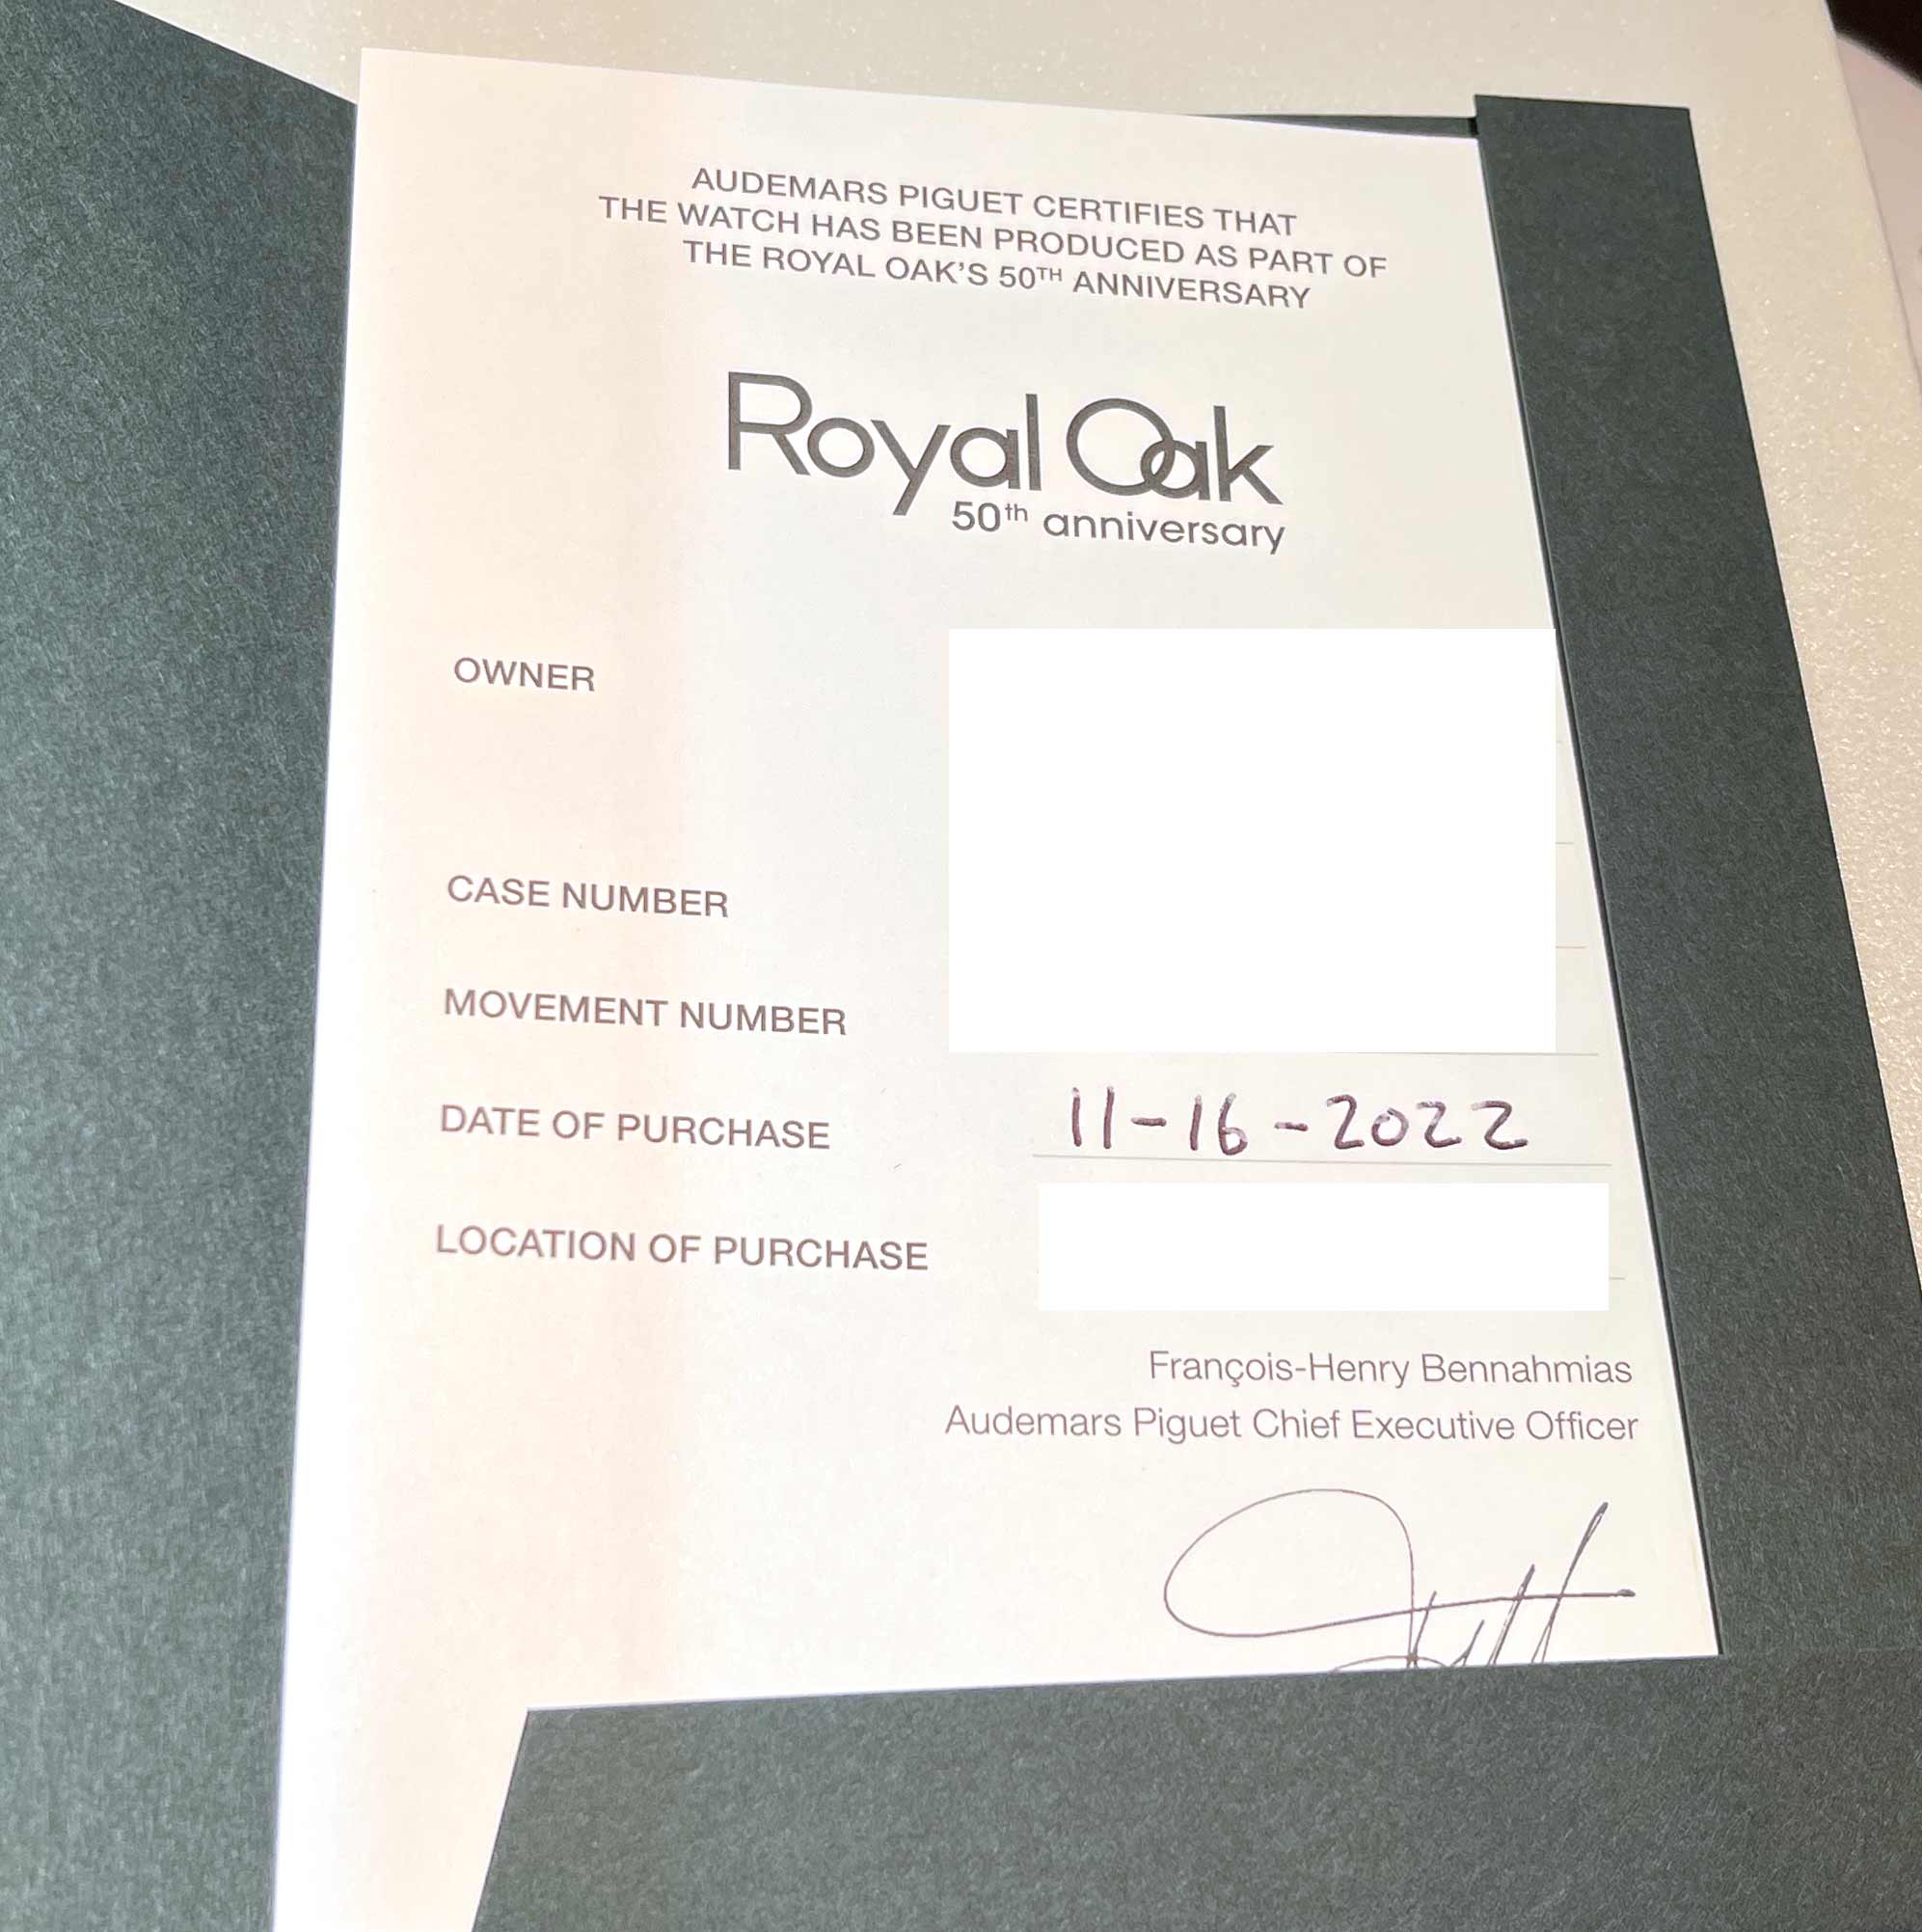 AUDEMARS PIGUET CERTIFIES THAT
THE WATCH HAS BEEN PRODUCED AS PART OF
THE ROYAL OAK'S 50TH ANNIVERSARY
Royal Oak
50th anniversary
OWNER
CASE NUMBER
MOVEMENT NUMBER
DATE OF PURCHASE 11-16-2022
LOCATION OF PURCHASE
François-Henry Bennahmias
Audemars Piguet Chief Executive Officer